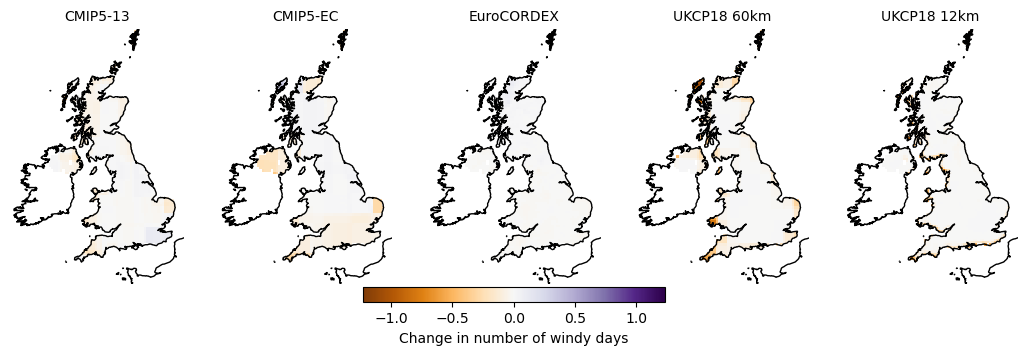 CMIP5-13 CMIP5-EC EuroCORDEX UKCP18 60km UKCP18 12km
−1.0 −0.5 0.0 0.5 1.0
Change in number of windy days